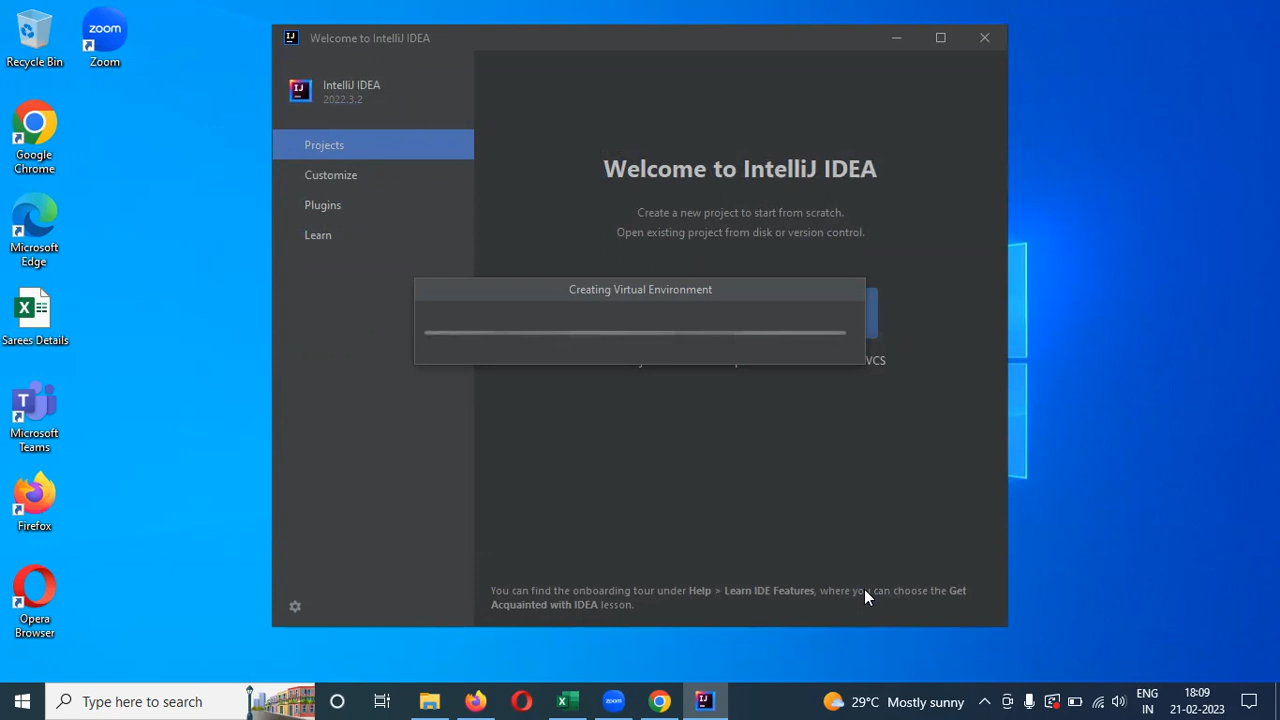 Recycle Bin
Zoom
zoom
Google
Chrome
Microsoft
Edge
Sarees Details
Microsoft
Teams
Firefox
Opera
Browser
Welcome to IntelliJ IDEA
IntelliJ IDEA
2022.3.2
Projects
Customize
Plugins
Learn
Welcome to IntelliJ IDEA
Create a new project to start from scratch.
Open existing project from disk or version control.
Creating Virtual Environment
VCS
You can find the onboarding tour under Help > Learn IDE Features, where you can choose the Get
Acquainted with IDEA lesson.
Type here to search
29°C Mostly sunny
ENG
IN
18:09
21-02-2023